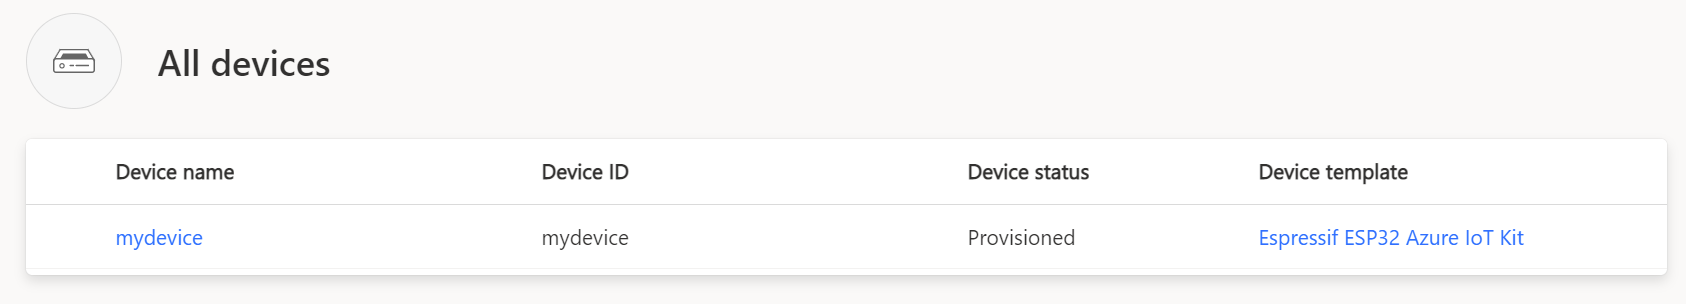 All devices
Device name Device ID Device status Device template
mydevice mydevice Provisioned Espressif ESP32 Azure IoT Kit